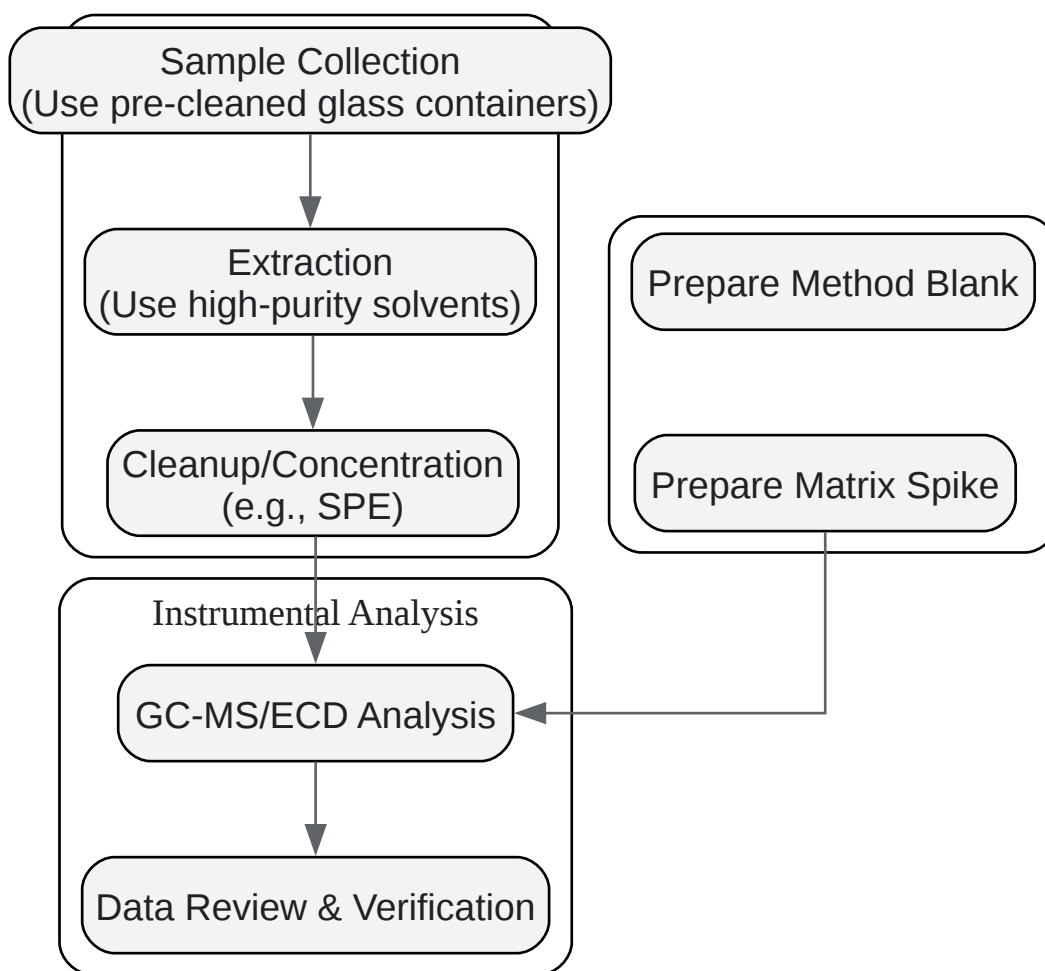 Sample Collection
(Use pre-cleaned glass containers)
Extraction
(Use high-purity solvents)
Cleanup/Concentration
(e.g., SPE)
Prepare Method Blank
Prepare Matrix Spike
Instrumental Analysis
GC-MS/ECD Analysis
Data Review & Verification